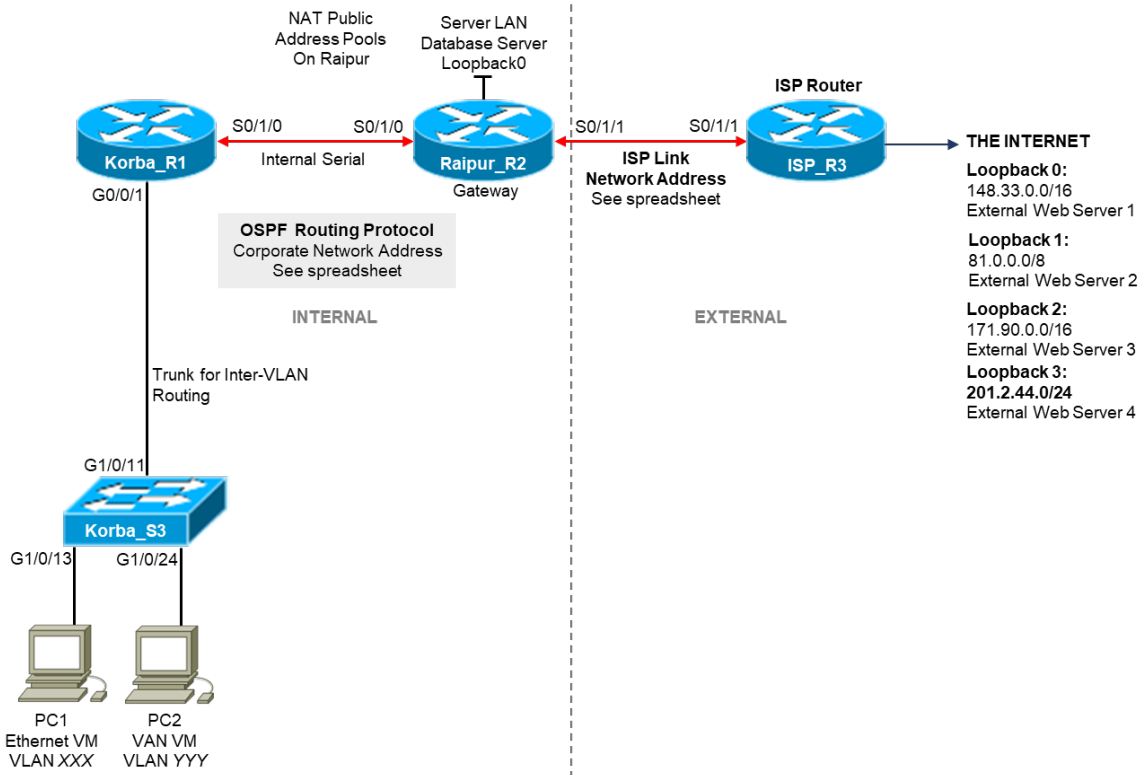 NAT Public
Address Pools
On Raipur
Server LAN
Database Server
Loopback0
ISP Router
S0/1/0
S0/1/0
S0/1/1
S0/1/1
Korba_R1
Internal Serial
Raipur_R2
Gateway
ISP Link
Network Address
See spreadsheet
ISP_R3
THE INTERNET
Loopback 0:
148.33.0.0/16
External Web Server 1
Loopback 1:
81.0.0.0/8
External Web Server 2
Loopback 2:
171.90.0.0/16
External Web Server 3
Loopback 3:
201.2.44.0/24
External Web Server 4
G0/0/1
OSPF Routing Protocol
Corporate Network Address
See spreadsheet
INTERNAL
EXTERNAL
Trunk for Inter-VLAN
Routing
G1/0/11
Korba_S3
G1/0/13
G1/0/24
PC1
Ethernet VM
VLAN XXX
PC2
VAN VM
VLAN YYY